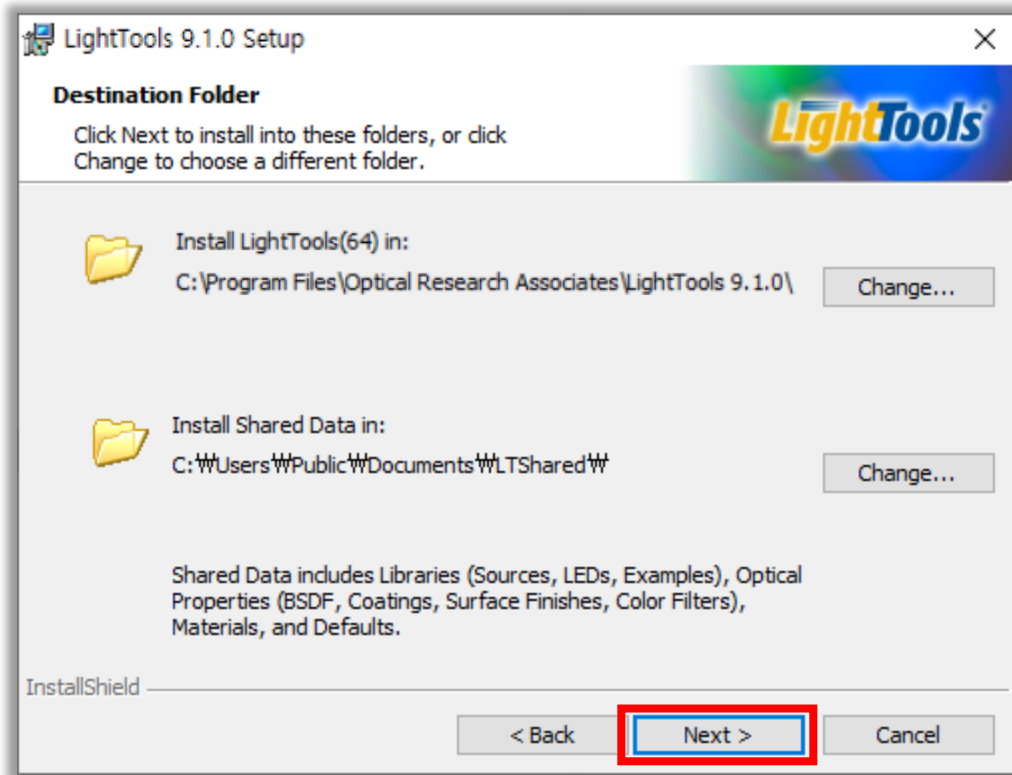 LightTools 9.1.0 Setup
Destination Folder
Click Next to install into these folders, or click
Change to choose a different folder.
LightTools
Install LightTools(64) in:
C:\Program Files\Optical Research Associates\LightTools 9.1.0\
Change...
Install Shared Data in:
C:₩Users₩Public₩Documents₩LTShared₩
Change...
Shared Data includes Libraries (Sources, LEDs, Examples), Optical
Properties (BSDF, Coatings, Surface Finishes, Color Filters),
Materials, and Defaults.
InstallShield
< Back
Next >
Cancel